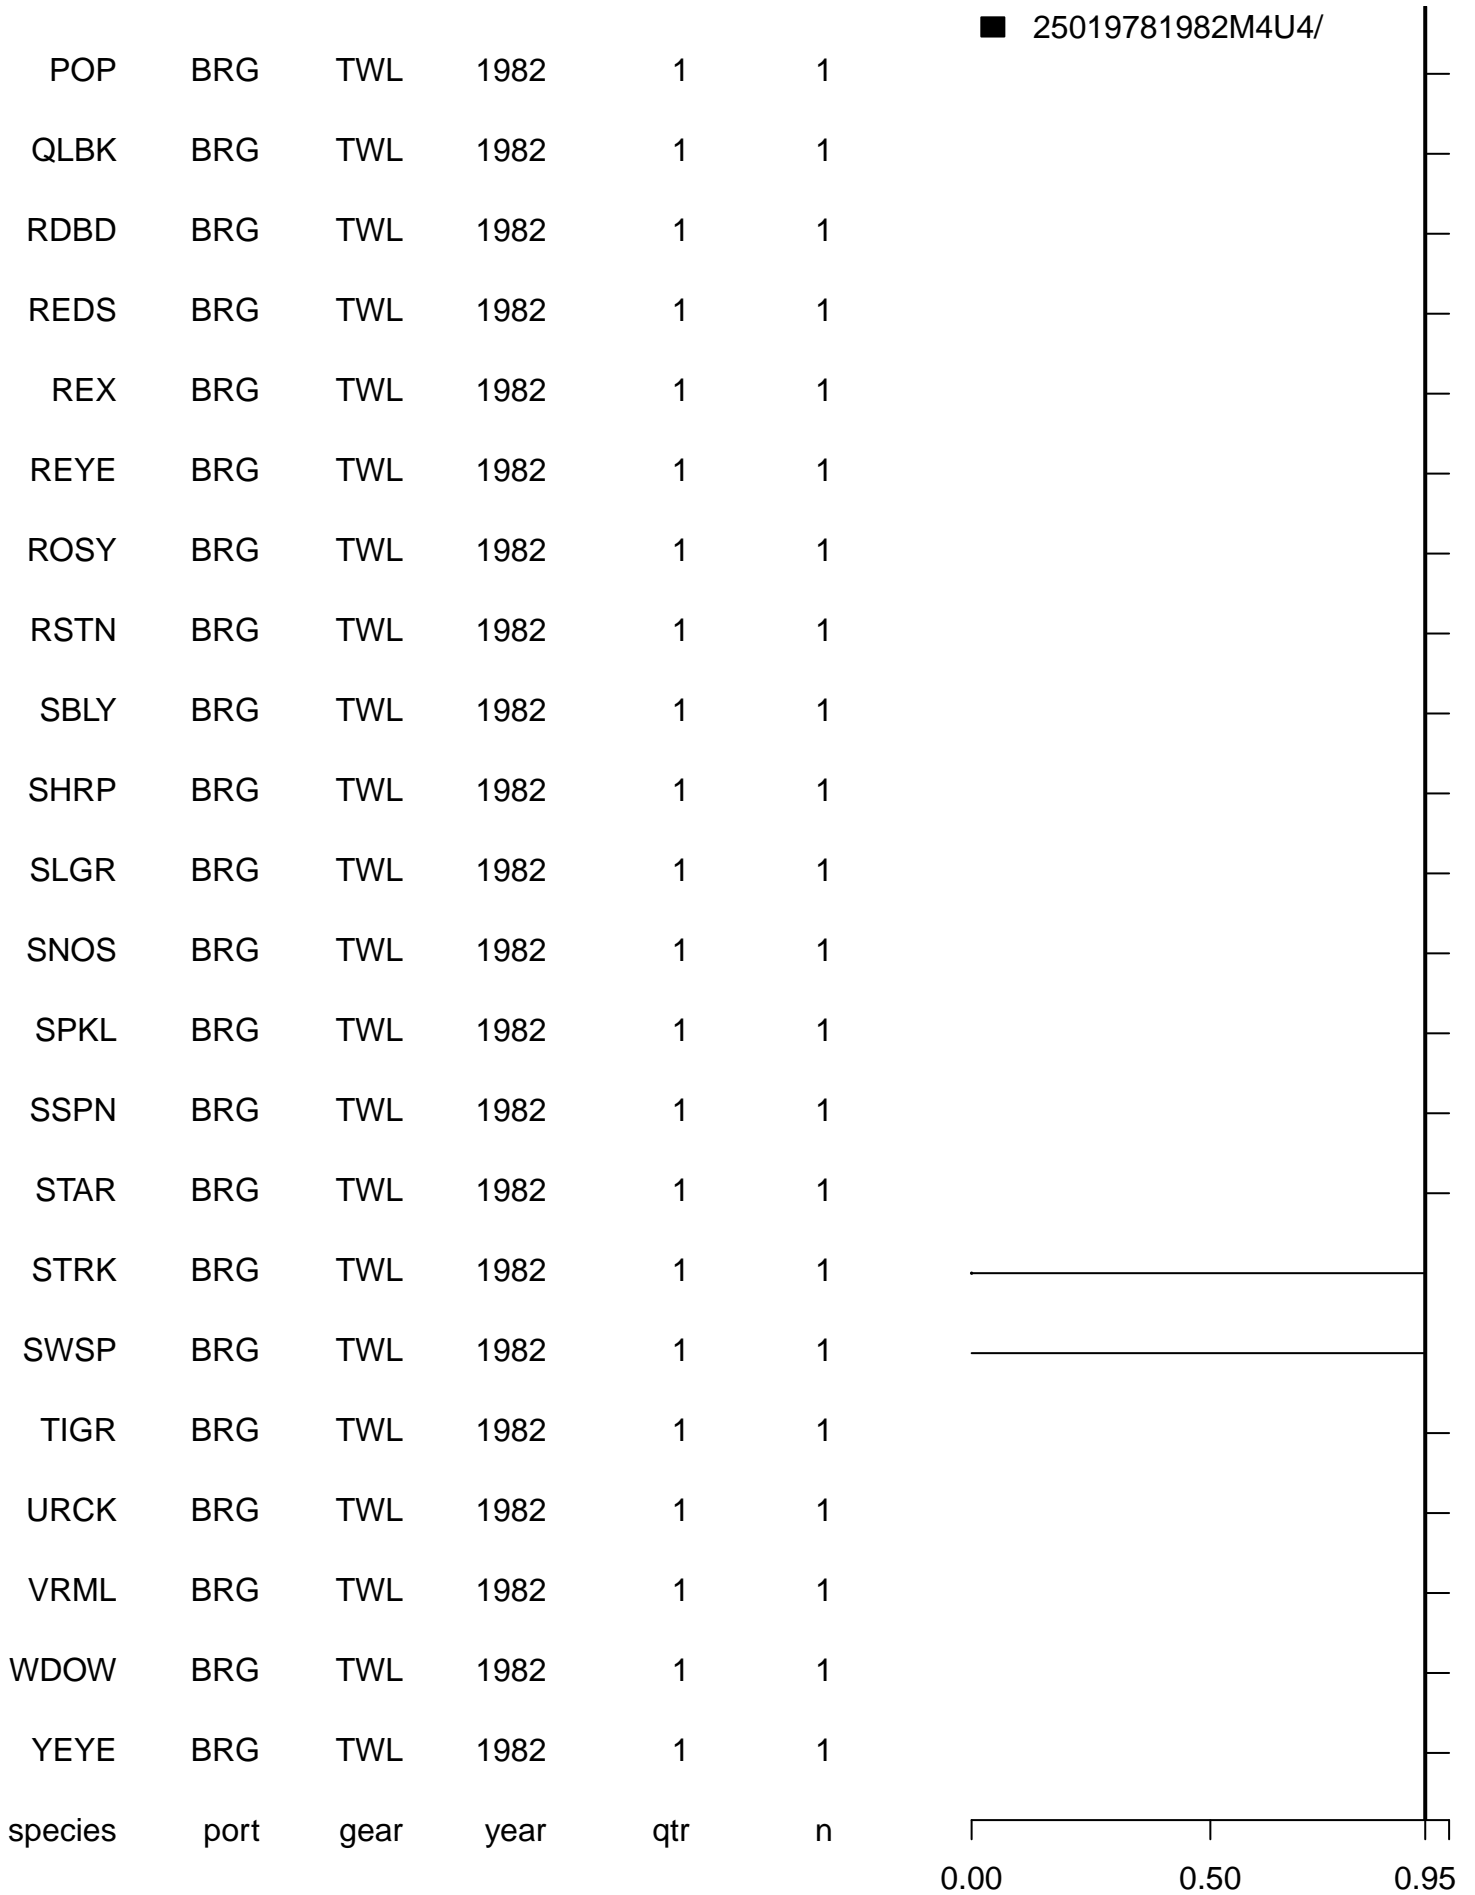 25019781982M4U4/
POP BRG TWL 1982 1 1
QLBK BRG TWL 1982 1 1
RDBD BRG TWL 1982 1 1
REDS BRG TWL 1982 1 1
REX BRG TWL 1982 1 1
REYE BRG TWL 1982 1 1
ROSY BRG TWL 1982 1 1
RSTN BRG TWL 1982 1 1
SBLY BRG TWL 1982 1 1
SHRP BRG TWL 1982 1 1
SLGR BRG TWL 1982 1 1
SNOS BRG TWL 1982 1 1
SPKL BRG TWL 1982 1 1
SSPN BRG TWL 1982 1 1
STAR BRG TWL 1982 1 1
STRK BRG TWL 1982 1 1
SWSP BRG TWL 1982 1 1
TIGR BRG TWL 1982 1 1
URCK BRG TWL 1982 1 1
VRML BRG TWL 1982 1 1
WDOW BRG TWL 1982 1 1
YEYE BRG TWL 1982 1 1
species port gear year qtr n
0.00 0.50 0.95